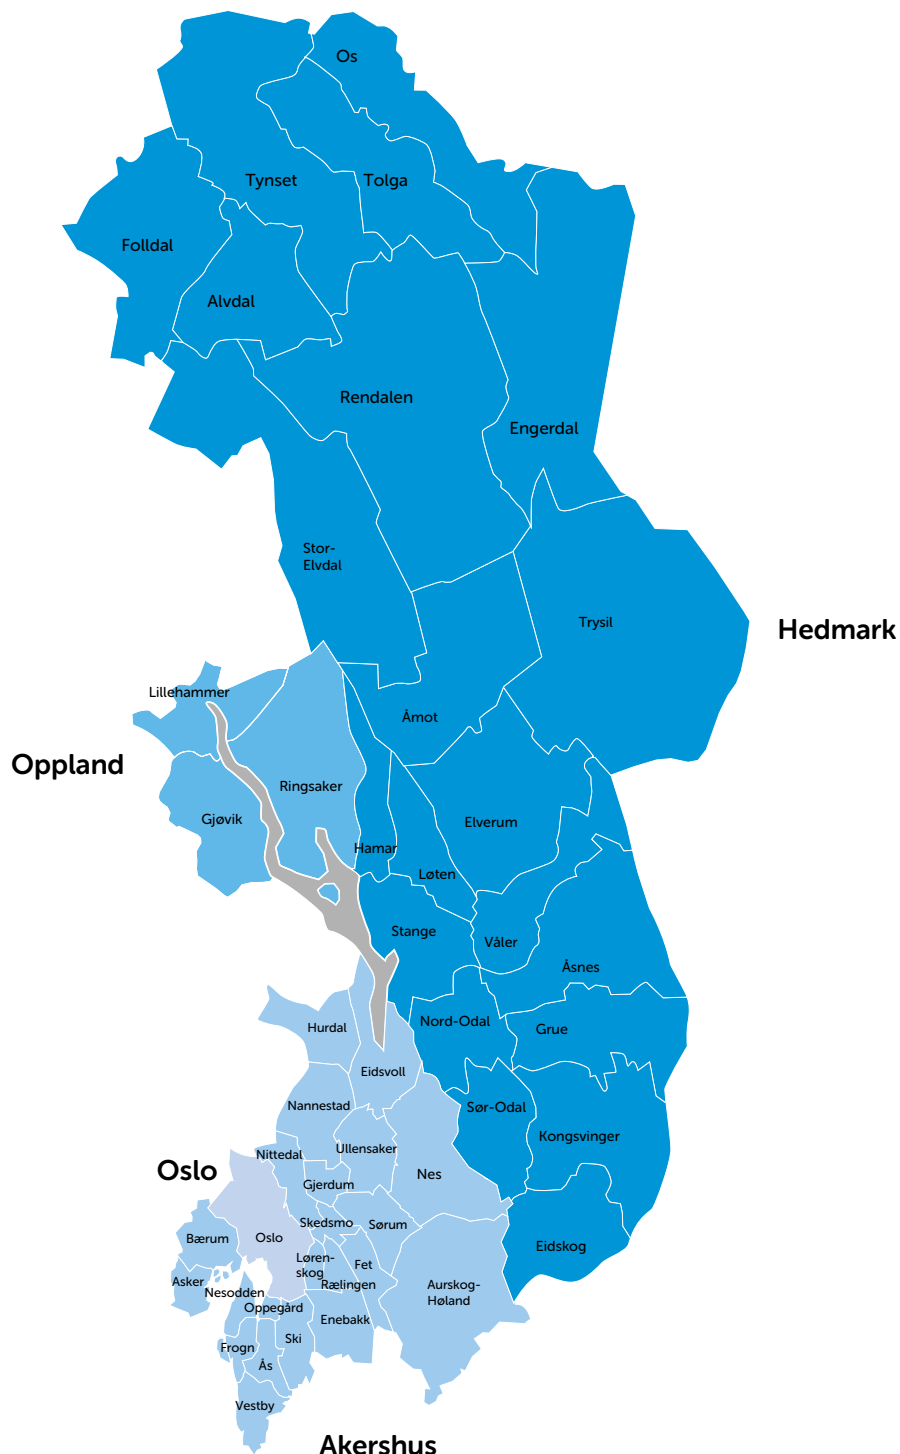 Os
Tynset
Tolga
Folldal
Alvdal
Rendalen
Engerdal
Stor-
Elvdal
Trysil
Hedmark
Lillehammer
Åmot
Oppland
Ringsaker
Gjøvik
Elverum
Hamar
Løten
Stange
Våler
Åsnes
Nord-Odal
Grue
Hurdal
Eidsvoll
Nannestad
Sør-Odal
Kongsvinger
Ullensaker
Nittedal
Oslo
Nes
Gjerdum
Skedsmo
Sørum
Bærum
Oslo
Eidskog
Løren-
skog
Fet
Asker
Rælingen
Aurskog-
Høland
Nesodden
Oppegård
Enebakk
Ski
Frogn
Ås
Vestby
Akershus